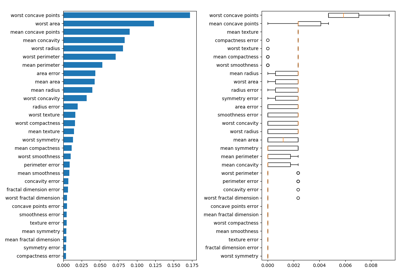 worst concave points
worst area
mean concave points
mean concavity
worst radius
worst perimeter
mean perimeter
area error
mean area
mean radius
worst concavity
radius error
worst texture
worst compactness
mean texture
worst symmetry
mean compactness
worst smoothness
perimeter error
mean smoothness
concavity error
fractal dimension error
worst fractal dimension
concave points error
smoothness error
texture error
mean symmetry
mean fractal dimension
symmetry error
compactness error
0.000 0.025 0.050 0.075 0.100 0.125 0.150 0.175
worst concave points
mean concave points
mean texture
compactness error
worst texture
mean compactness
worst smoothness
mean radius
worst area
radius error
symmetry error
area error
smoothness error
worst concavity
worst radius
mean area
mean symmetry
mean perimeter
mean concavity
worst perimeter
perimeter error
concavity error
worst fractal dimension
concave points error
mean fractal dimension
worst compactness
mean smoothness
texture error
fractal dimension error
worst symmetry
0.000 0.002 0.004 0.006 0.008